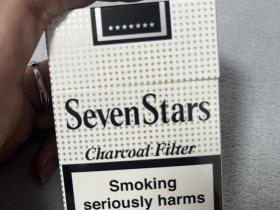 SevenStars
Charcoal Filter
Smoking
seriously harms